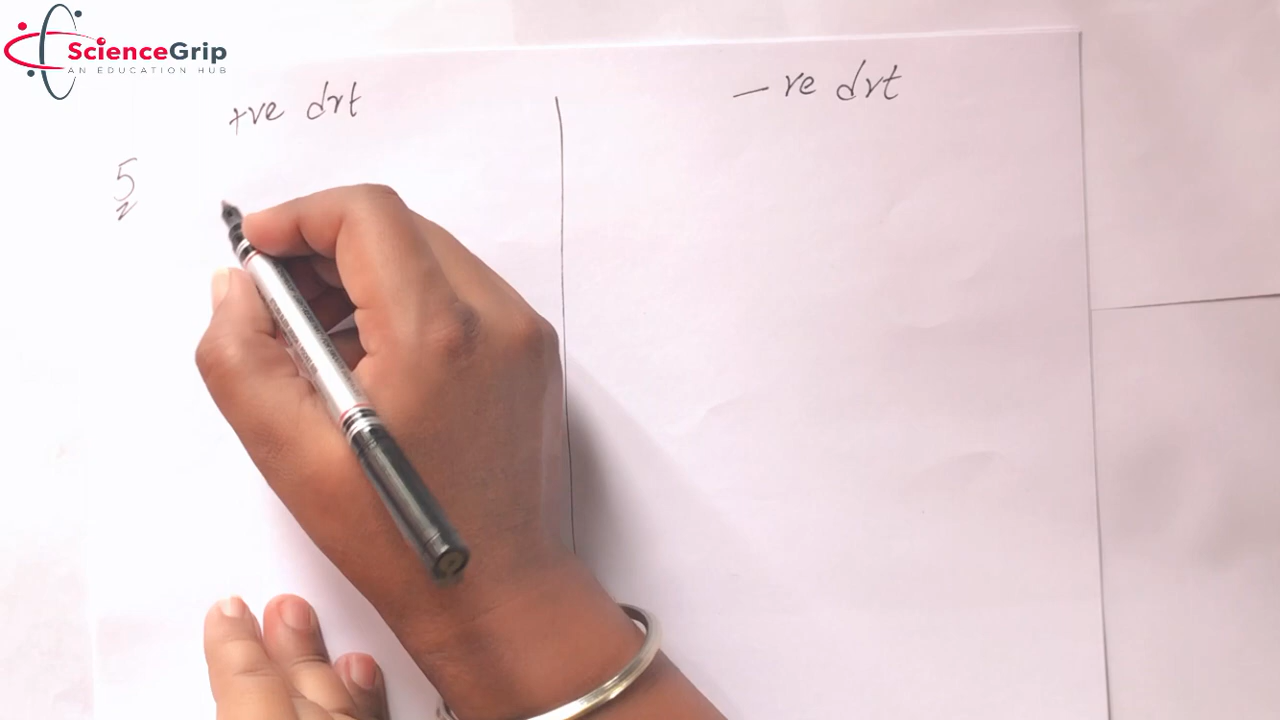 ScienceGrip
AN EDUCATION HUB
+ve drt
- ve drt
5